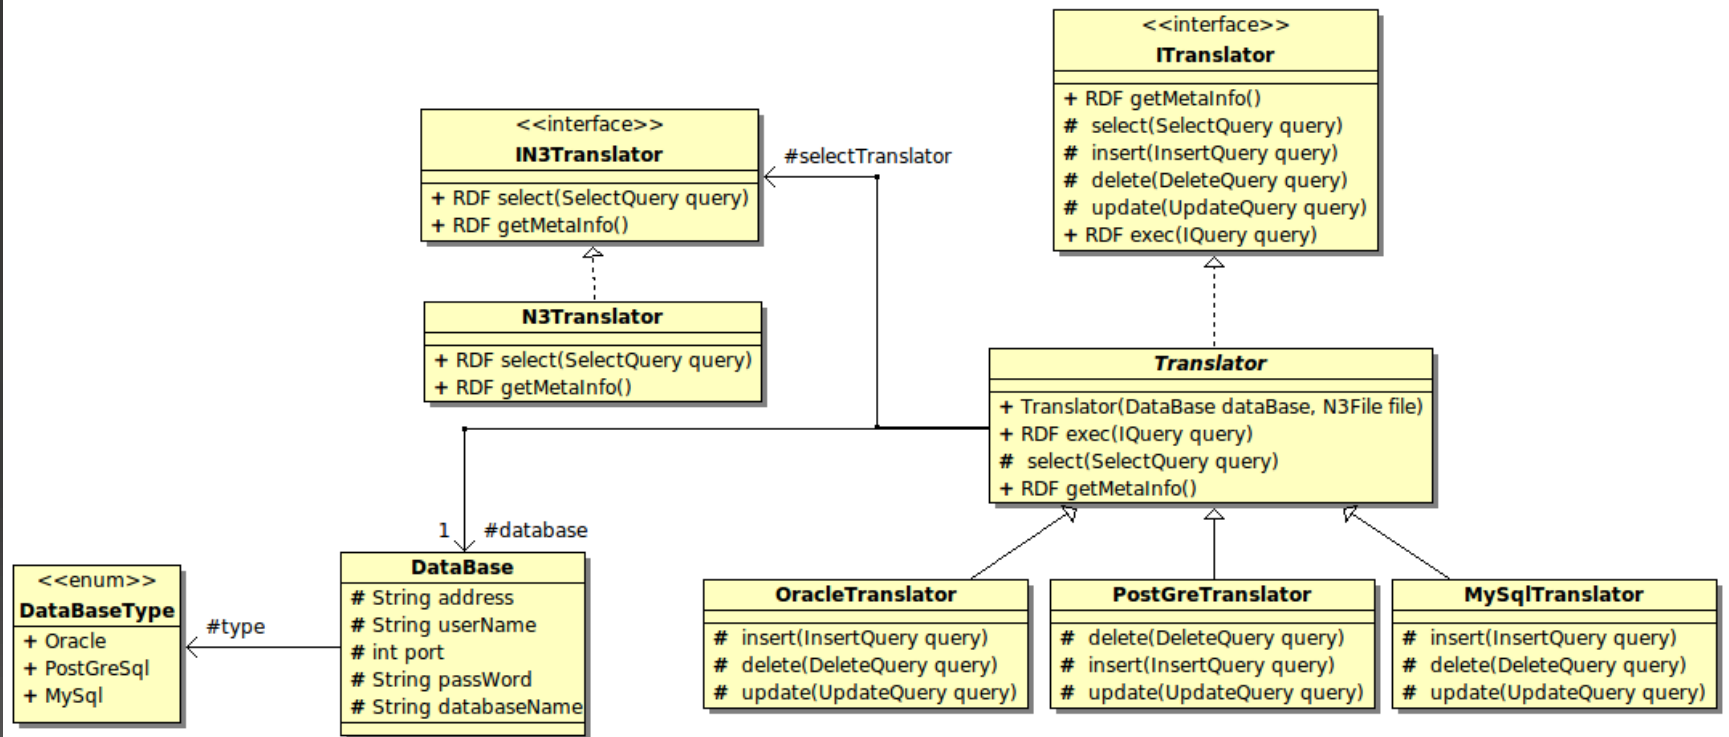 <<interface>>
ITranslator
+ RDF getMetaInfo()
# select(SelectQuery query)
# insert(InsertQuery query)
# delete(DeleteQuery query)
# update(UpdateQuery query)
+ RDF exec(IQuery query)
<<interface>>
IN3Translator
+ RDF select(SelectQuery query)
+ RDF getMetaInfo()
#selectTranslator
N3Translator
+ RDF select(SelectQuery query)
+ RDF getMetaInfo()
Translator
+ Translator(DataBase dataBase, N3File file)
+ RDF exec(IQuery query)
# select(SelectQuery query)
+ RDF getMetaInfo()
1 #database
<<enum>>
DataBaseType
+ Oracle
+ PostGreSql
+ MySql
#type
DataBase
# String address
# String userName
# int port
# String passWord
# String databaseName
OracleTranslator
# insert(InsertQuery query)
# delete(DeleteQuery query)
# update(UpdateQuery query)
PostGreTranslator
# delete(DeleteQuery query)
# insert(InsertQuery query)
# update(UpdateQuery query)
MySqlTranslator
# insert(InsertQuery query)
# delete(DeleteQuery query)
# update(UpdateQuery query)